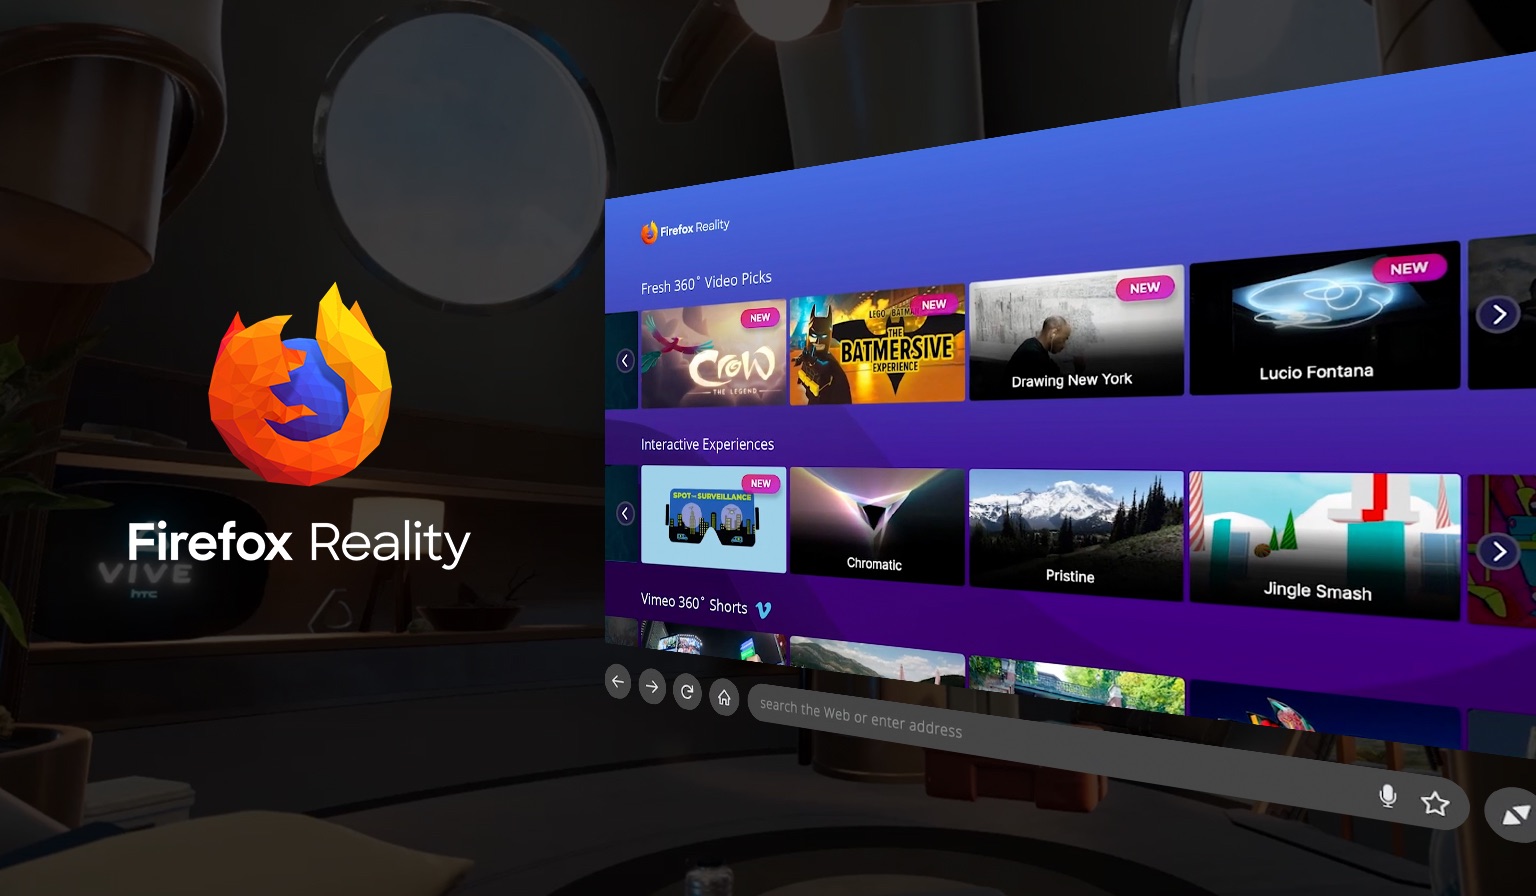 Firefox Reality
VIVE
hTC
Firefox Reality
Fresh 360° Video Picks
NEW
CROW
THE LEGEND
NEW
LEGO BATMAN
THE
BATMERSIVE
EXPERIENCE
NEW
Drawing New York
NEW
Lucio Fontana
Interactive Experiences
NEW
SPOT THE SURVEILLANCE
Chromatic
Pristine
Jingle Smash
Vimeo 360° Shorts
search the Web or enter address